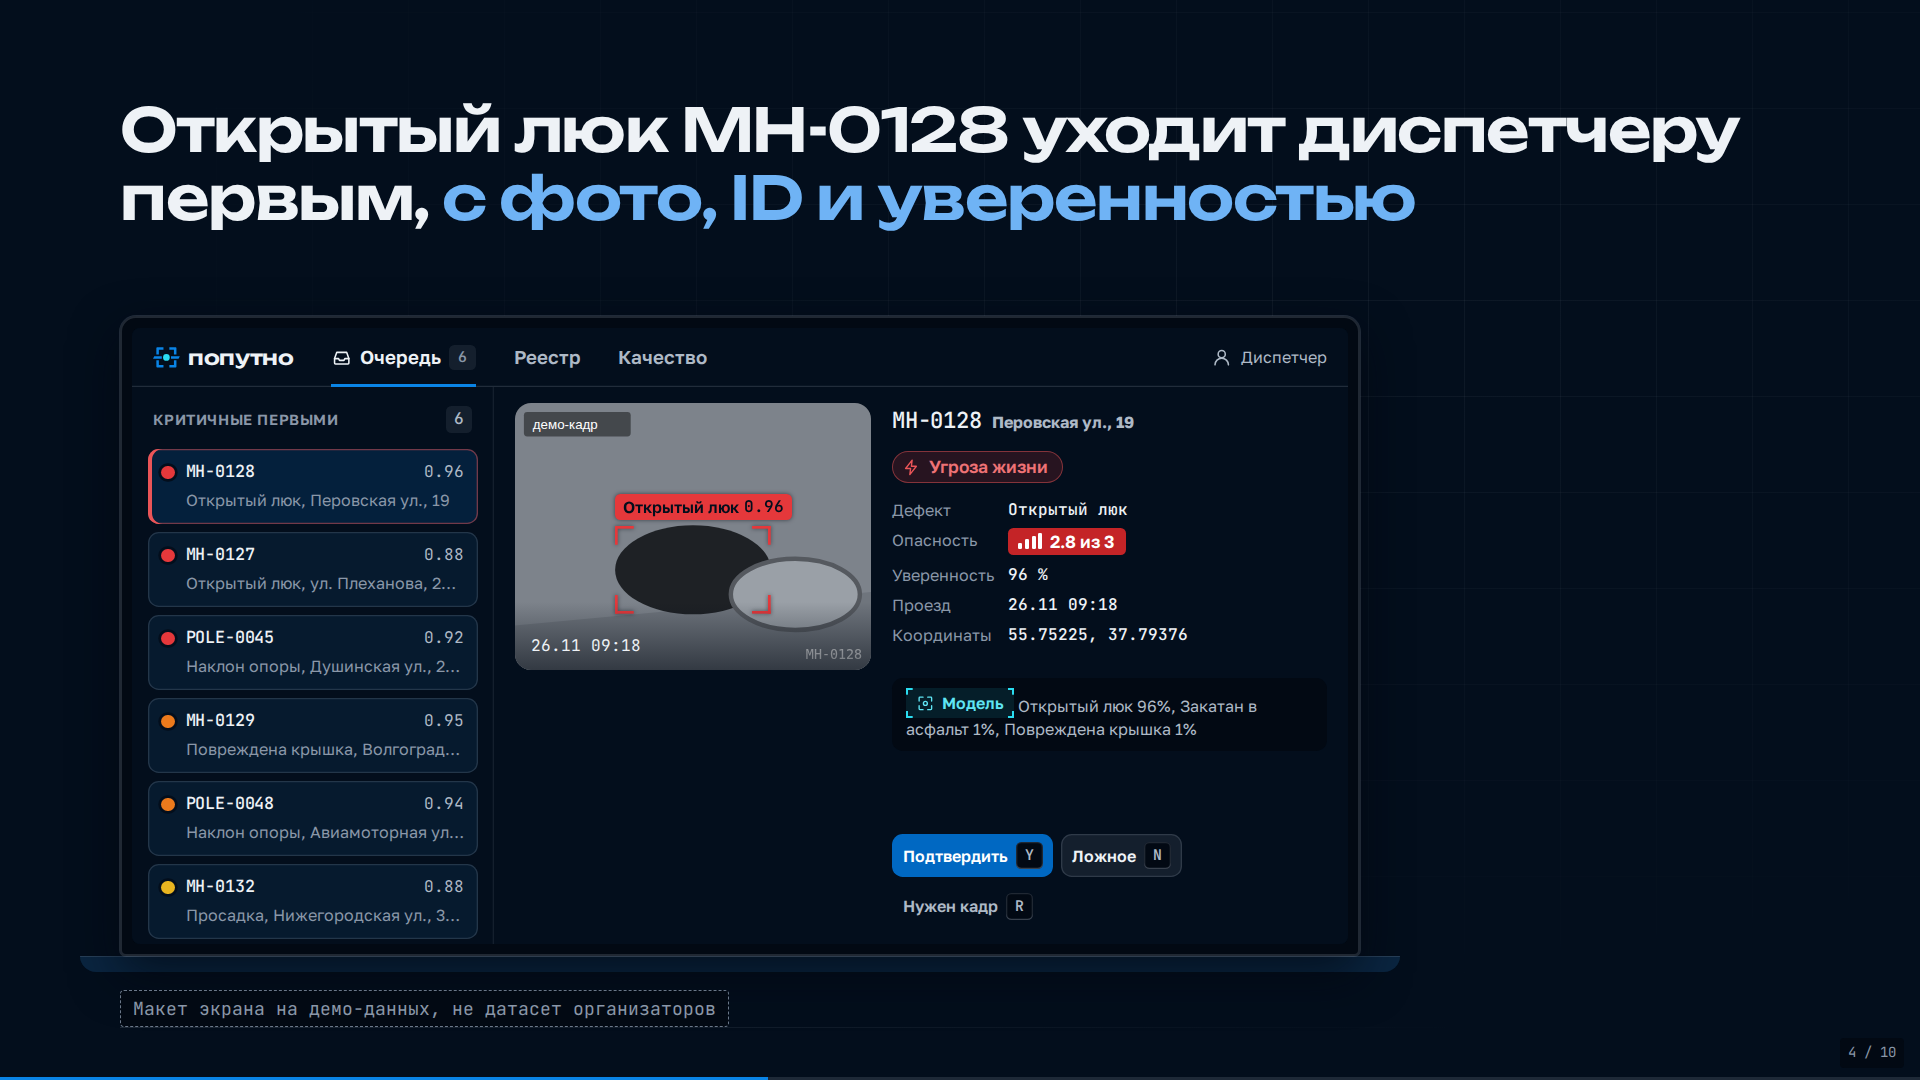 Открытый люк MH-0128 уходит диспетчеру
первым, с фото, ID и уверенностью
попутно
Очередь 6
Реестр
Качество
Диспетчер
КРИТИЧНЫЕ ПЕРВЫМИ 6
MH-0128 0.96
Открытый люк, Перовская ул., 19
MH-0127 0.88
Открытый люк, ул. Плеханова, 2…
POLE-0045 0.92
Наклон опоры, Душинская ул., 2…
MH-0129 0.95
Повреждена крышка, Волгоград…
POLE-0048 0.94
Наклон опоры, Авиамоторная ул…
MH-0132 0.88
Просадка, Нижегородская ул., 3…
демо-кадр
Открытый люк 0.96
26.11 09:18
MH-0128
MH-0128 Перовская ул., 19
Угроза жизни
Дефект Открытый люк
Опасность 2.8 из 3
Уверенность 96 %
Проезд 26.11 09:18
Координаты 55.75225, 37.79376
Модель Открытый люк 96%, Закатан в
асфальт 1%, Повреждена крышка 1%
Подтвердить Y
Ложное N
Нужен кадр R
Макет экрана на демо-данных, не датасет организаторов
4 / 10